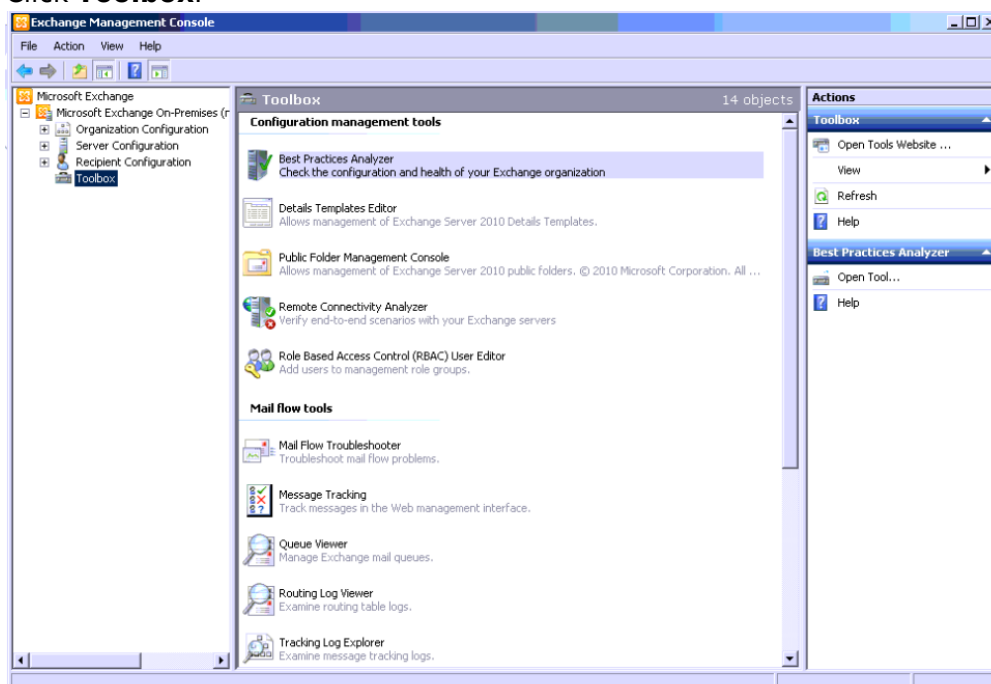 Click Toolbox.
Exchange Management Console
File Action View Help
Microsoft Exchange
Microsoft Exchange On-Premises (r
Organization Configuration
Server Configuration
Recipient Configuration
Toolbox
Toolbox 14 objects
Configuration management tools
Best Practices Analyzer
Check the configuration and health of your Exchange organization
Details Templates Editor
Allows management of Exchange Server 2010 Details Templates.
Public Folder Management Console
Allows management of Exchange Server 2010 public folders. © 2010 Microsoft Corporation. All ...
Remote Connectivity Analyzer
Verify end-to-end scenarios with your Exchange servers
Role Based Access Control (RBAC) User Editor
Add users to management role groups.
Mail flow tools
Mail Flow Troubleshooter
Troubleshoot mail flow problems.
Message Tracking
Track messages in the Web management interface.
Queue Viewer
Manage Exchange mail queues.
Routing Log Viewer
Examine routing table logs.
Tracking Log Explorer
Examine message tracking logs.
Actions
Toolbox
Open Tools Website ...
View
Refresh
Help
Best Practices Analyzer
Open Tool...
Help